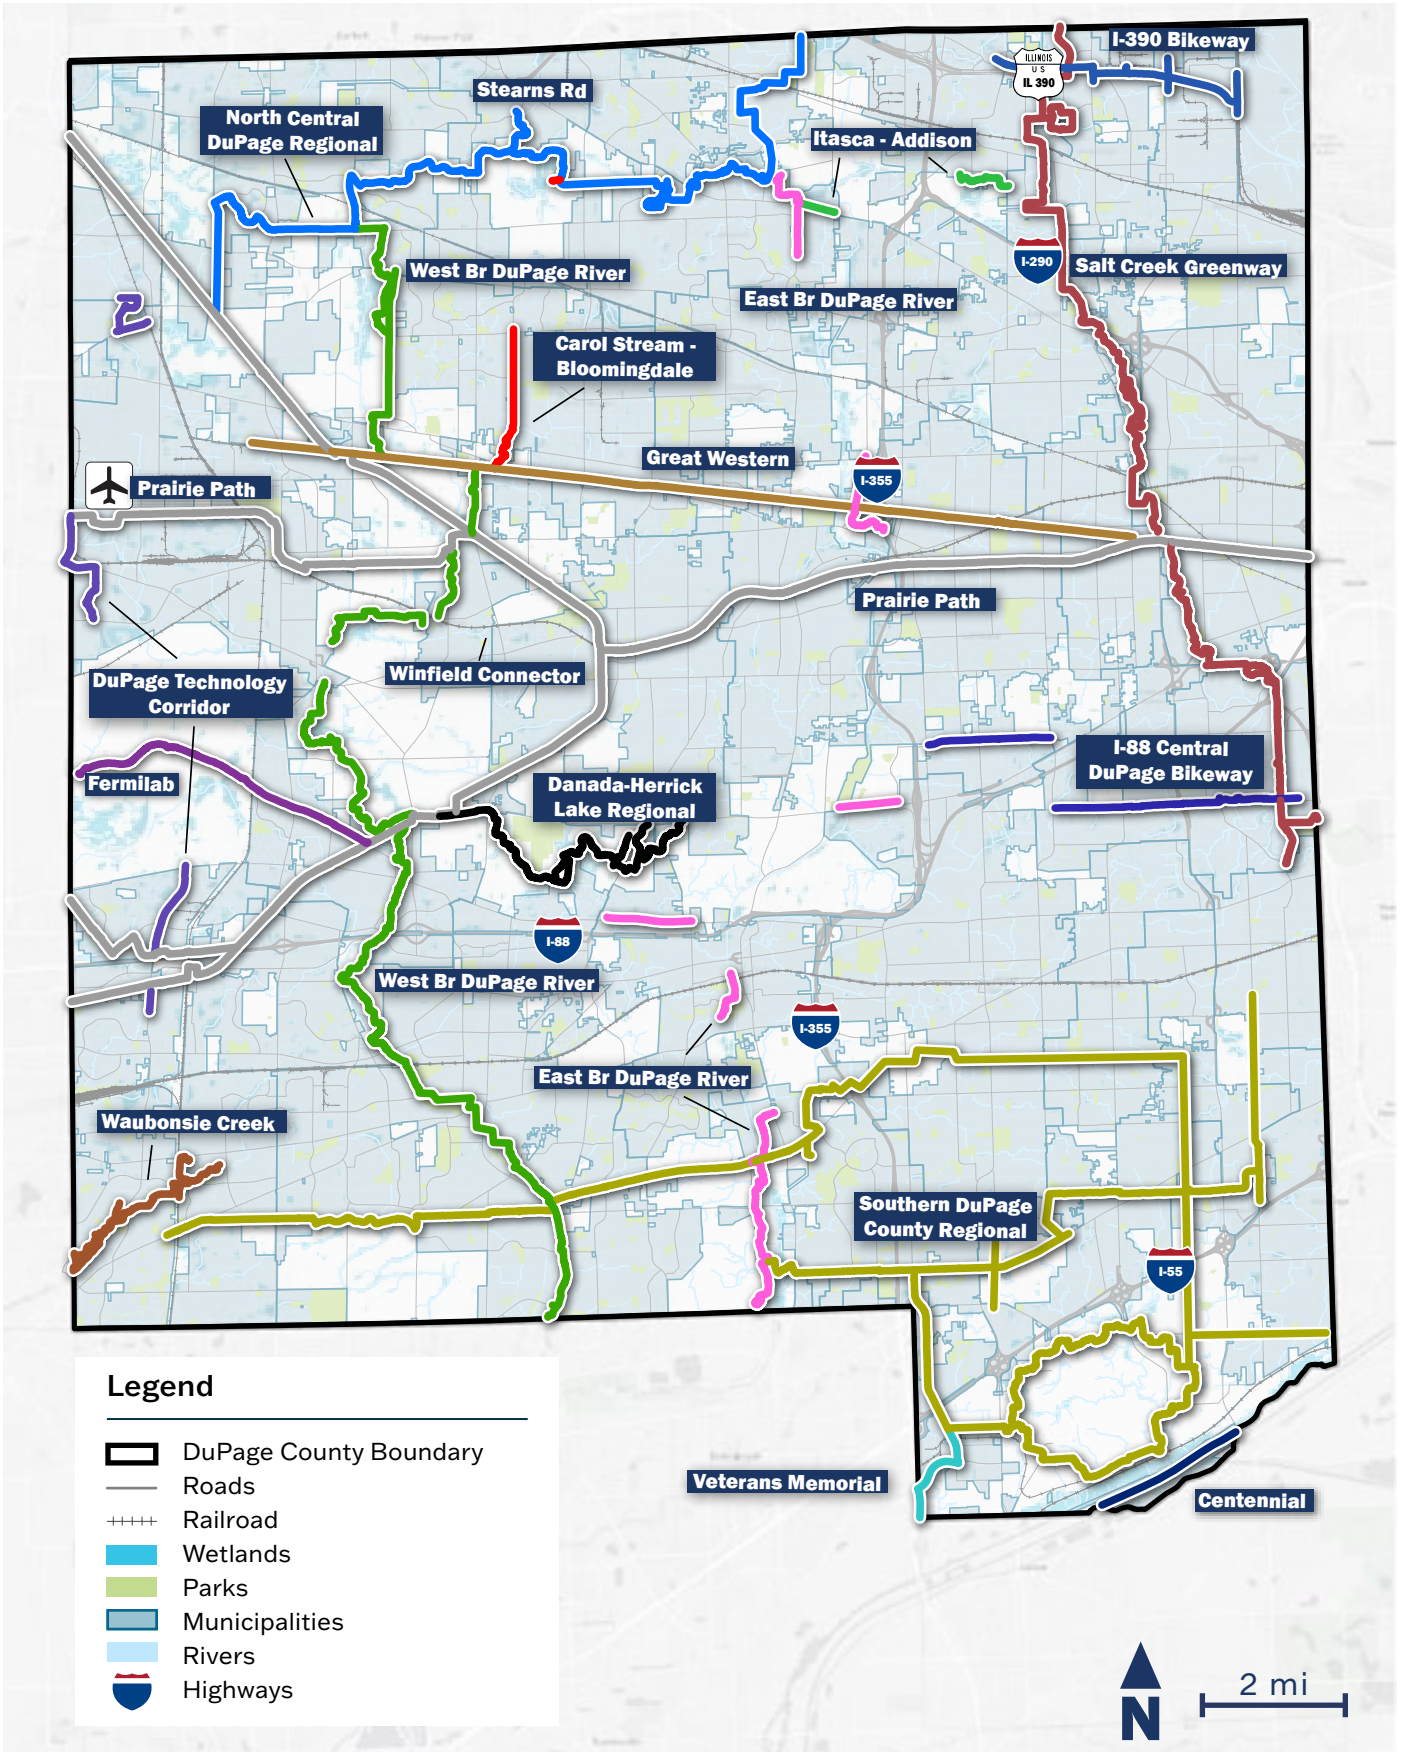 I-390 Bikeway
ILLINOIS
U S
IL 390
Stearns Rd
North Central
DuPage Regional
Itasca - Addison
I-290
Salt Creek Greenway
West Br DuPage River
East Br DuPage River
Carol Stream -
Bloomingdale
Great Western
I-355
Prairie Path
Prairie Path
Winfield Connector
DuPage Technology
Corridor
I-88 Central
DuPage Bikeway
Fermilab
Danada-Herrick
Lake Regional
I-88
West Br DuPage River
I-355
East Br DuPage River
Waubonsie Creek
Southern DuPage
County Regional
I-55
Veterans Memorial
Centennial
Legend
DuPage County Boundary
Roads
Railroad
Wetlands
Parks
Municipalities
Rivers
Highways
2 mi
N